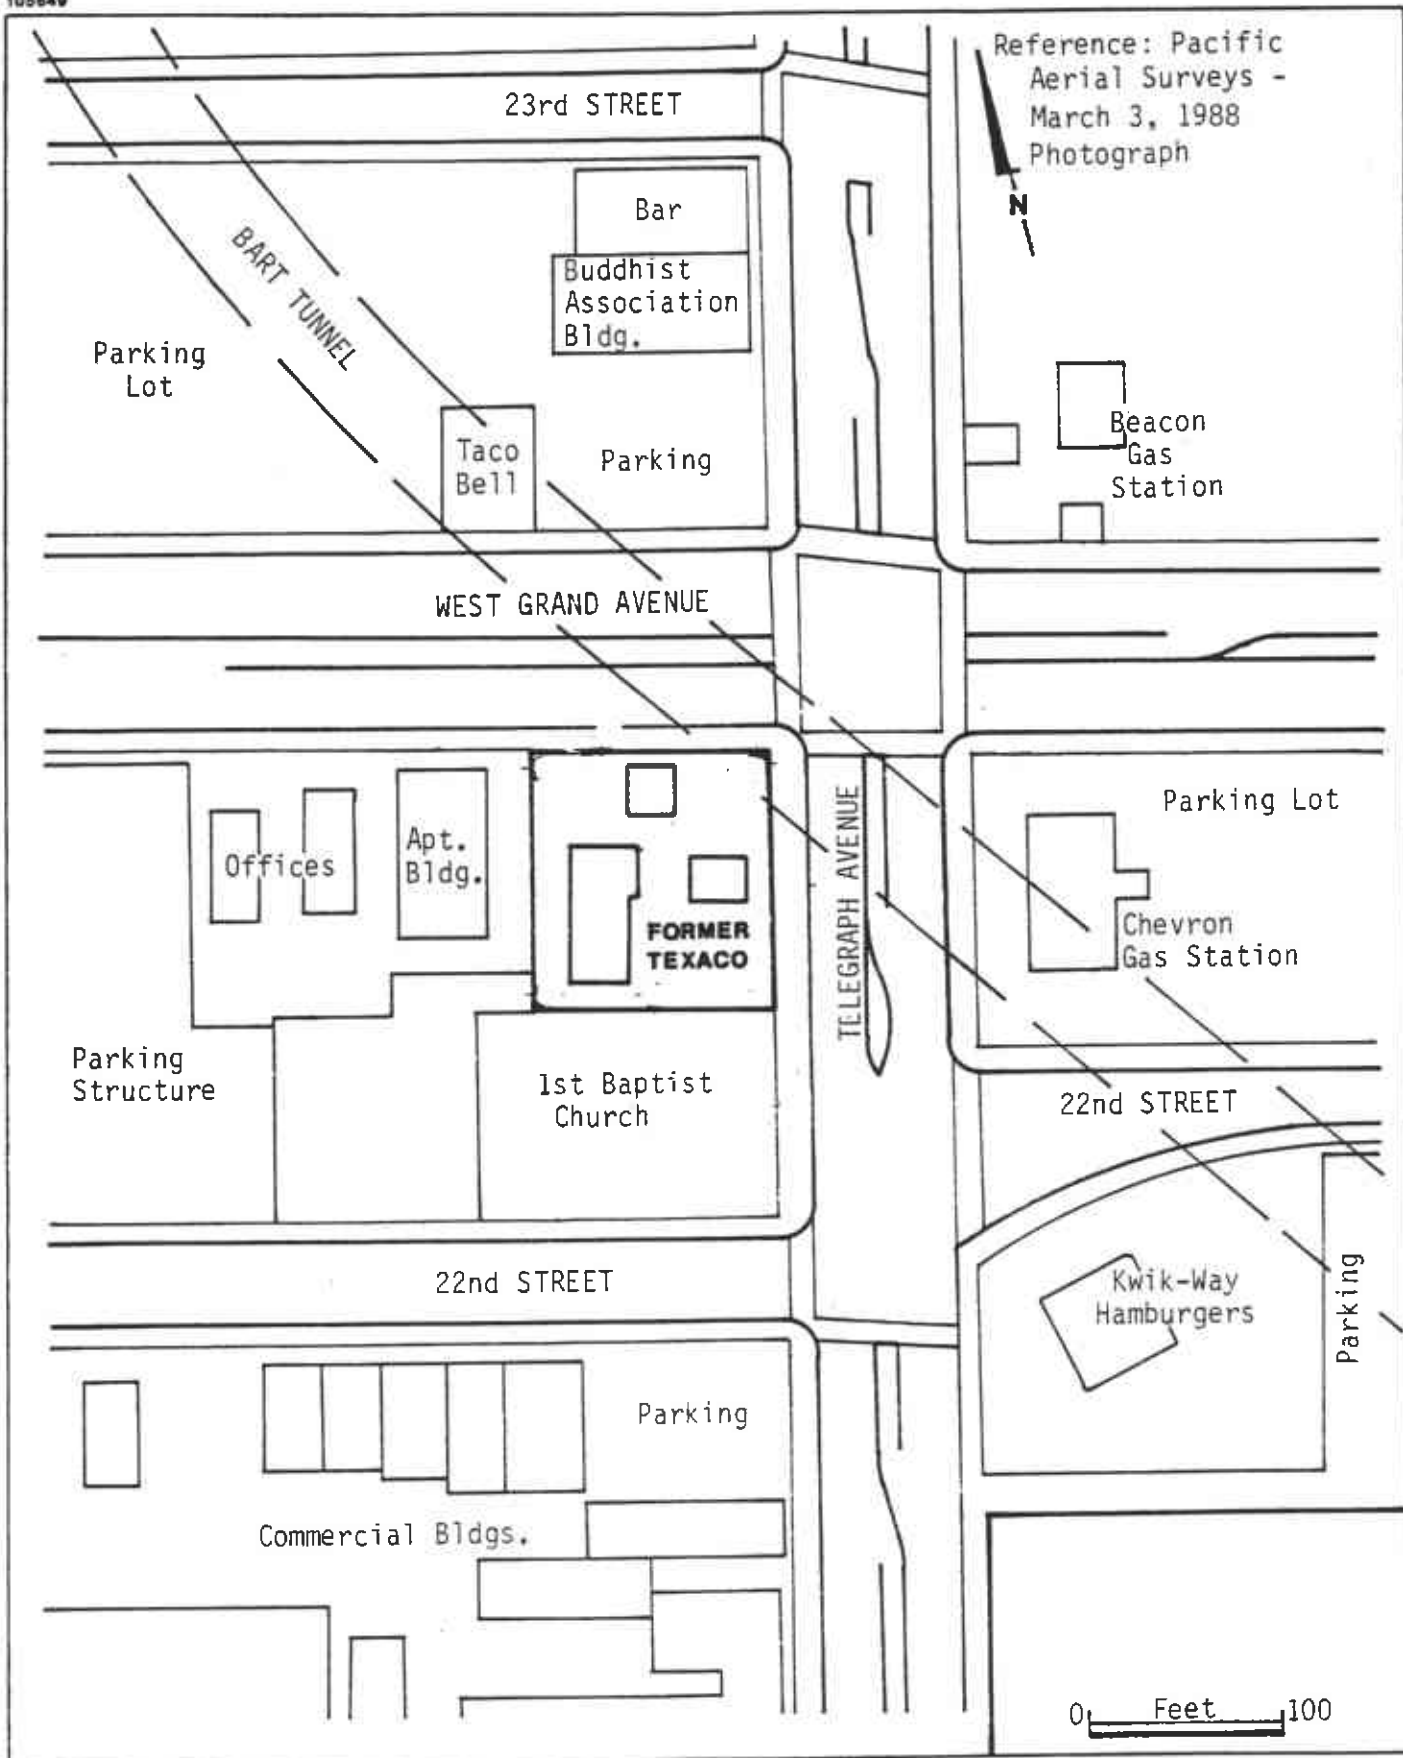 Reference: Pacific
Aerial Surveys -
March 3, 1988
Photograph
N
23rd STREET
Bar
Buddhist
Association
Bldg.
BART TUNNEL
Parking
Lot
Taco
Bell
Parking
Beacon
Gas
Station
WEST GRAND AVENUE
Parking Lot
Offices
Apt.
Bldg.
FORMER
TEXACO
TELEGRAPH AVENUE
Chevron
Gas Station
Parking
Structure
1st Baptist
Church
22nd STREET
22nd STREET
Kwik-Way
Hamburgers
Parking
Parking
Commercial Bldgs.
0 Feet 100